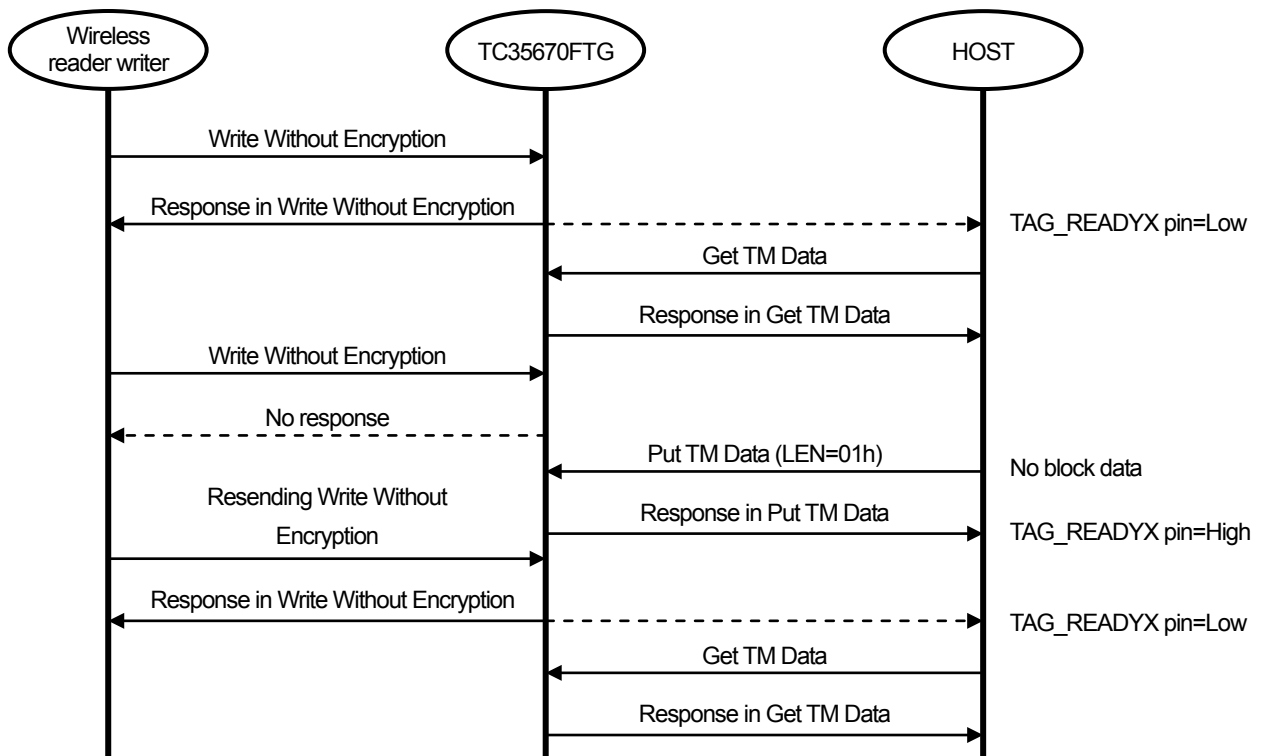 Wireless
reader writer
TC35670FTG
HOST
Write Without Encryption
Response in Write Without Encryption
TAG_READYX pin=Low
Get TM Data
Response in Get TM Data
Write Without Encryption
No response
Put TM Data (LEN=01h)
No block data
Resending Write Without
Encryption
Response in Put TM Data
TAG_READYX pin=High
Response in Write Without Encryption
TAG_READYX pin=Low
Get TM Data
Response in Get TM Data